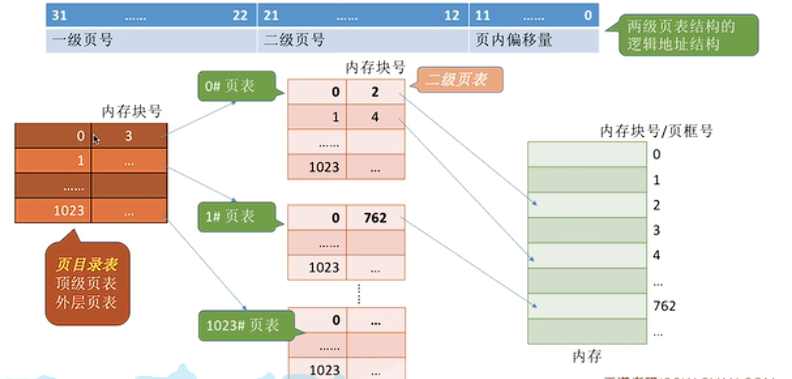 31 …… 22 21 …… 12 11 …… 0
一级页号 二级页号 页内偏移量
两级页表结构的
逻辑地址结构
内存块号
0# 页表
0 2
1 4
……
1023 …
二级页表
内存块号
0 3
1 …
……
1023 …
页目录表
顶级页表
外层页表
1# 页表
0 762
……
1023 …
……
1023# 页表
0 …
……
1023 …
内存块号/页框号
0
1
2
3
4
…
762
…
内存